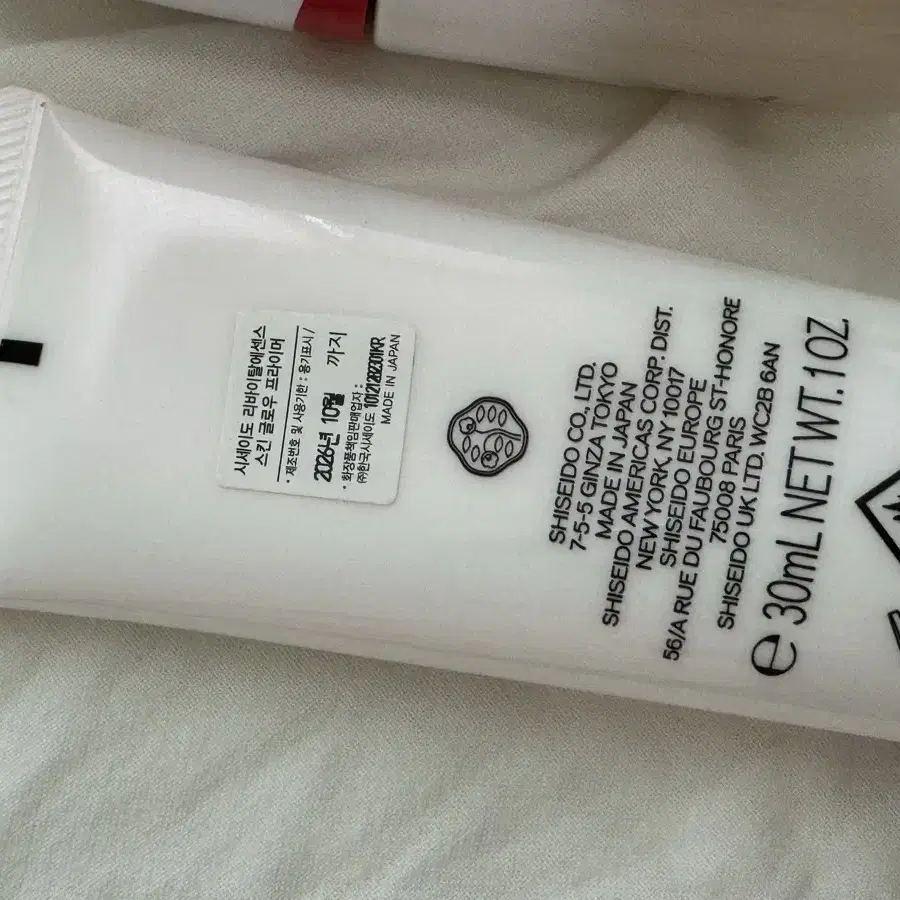 시세이도 리바이탈에센스
스킨 글로우 프라이머
· 제조번호 및 사용기한 : 용기표시 /
2026년 10월 까지
· 화장품책임판매업자 :
㈜한국시세이도 10121282301KR
MADE IN JAPAN
SHISEIDO CO., LTD.
7-5-5 GINZA TOKYO
MADE IN JAPAN
SHISEIDO AMERICAS CORP. DIST.
NEW YORK, NY 10017
SHISEIDO EUROPE
56/A RUE DU FAUBOURG ST-HONORE
75008 PARIS
SHISEIDO UK LTD. WC2B 6AN
e 30mL NET WT. 1 OZ.